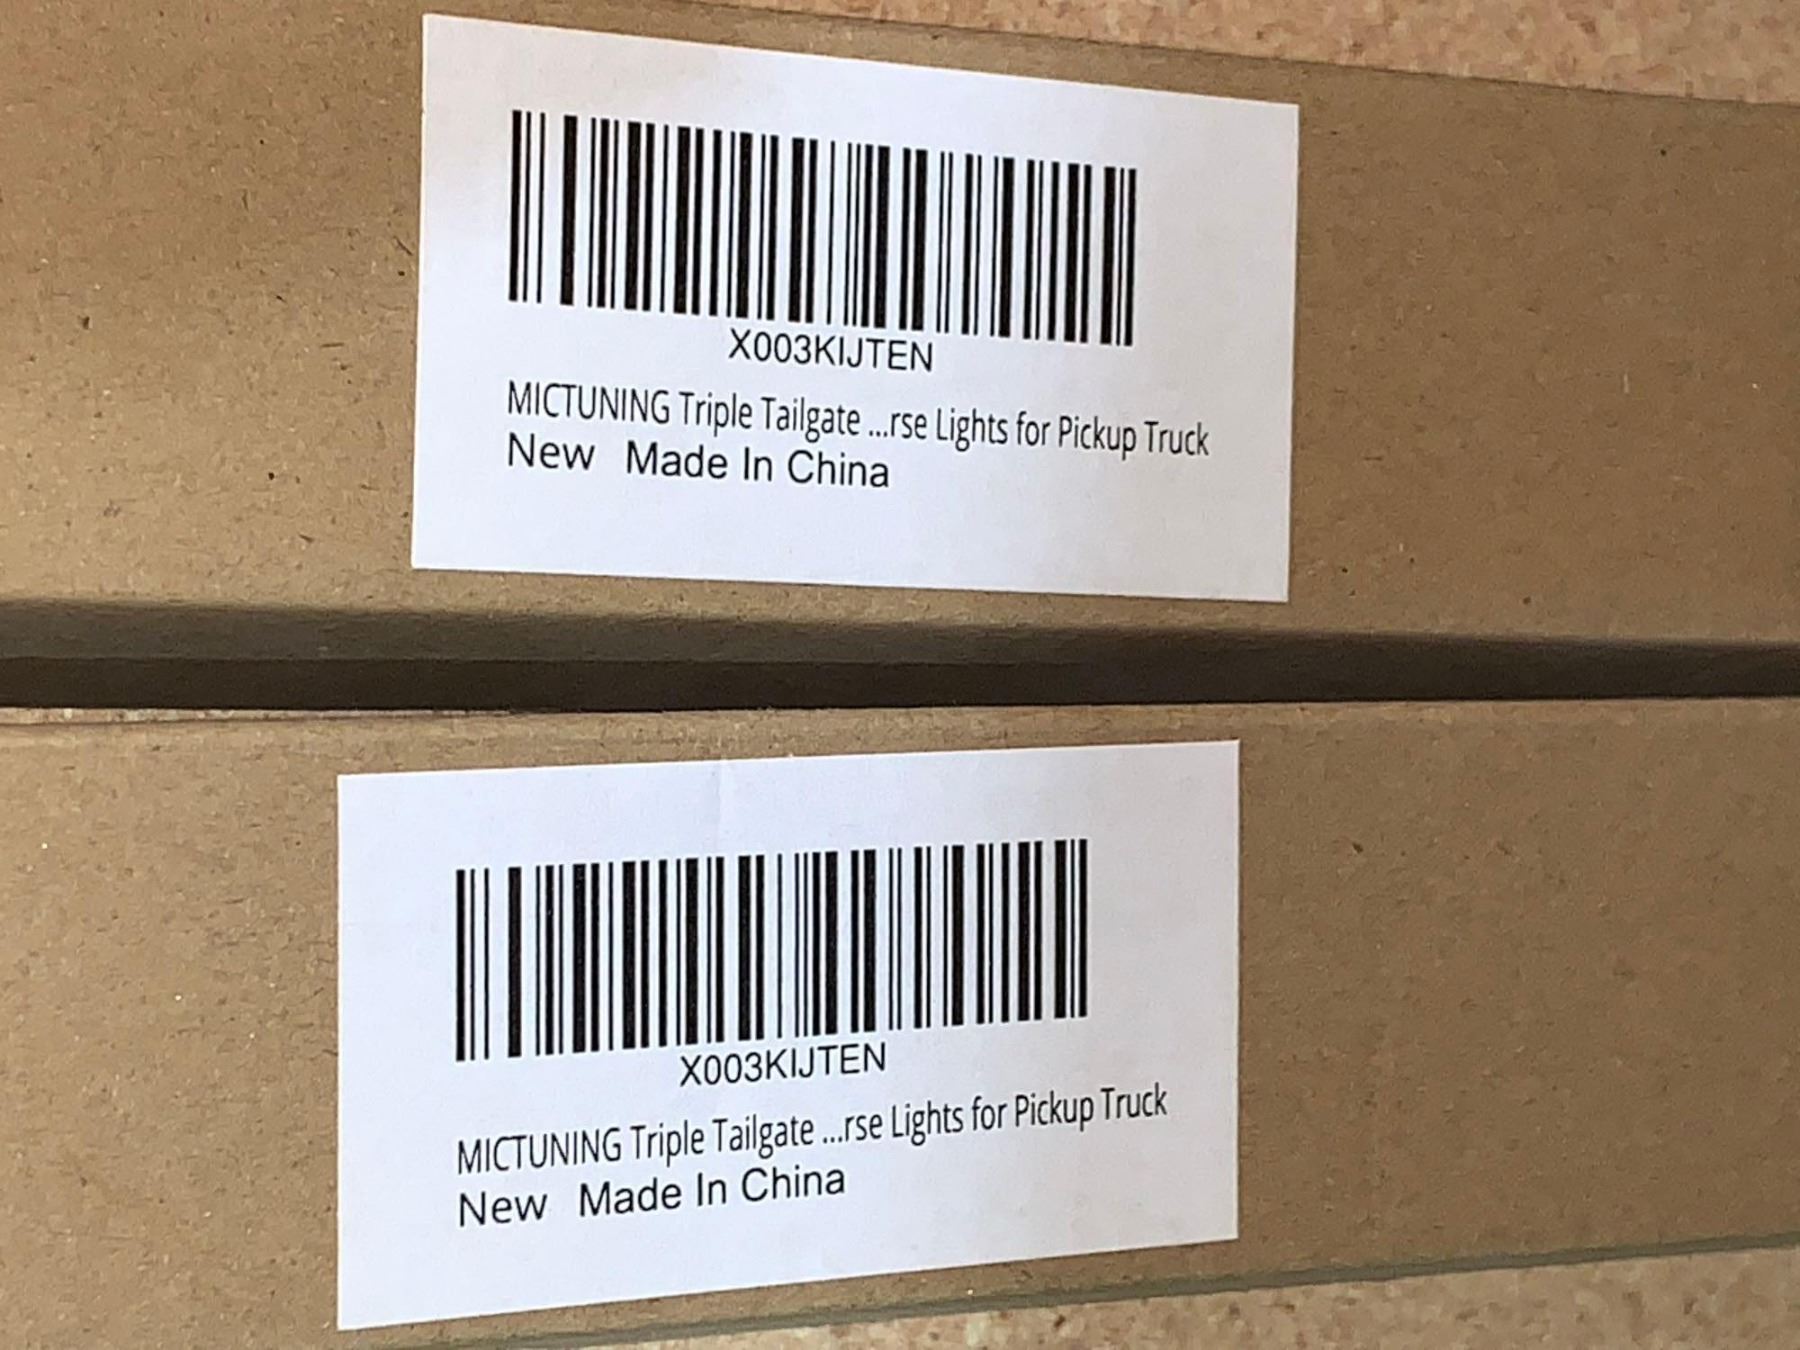 X003KIJTEN
MICTUNING Triple Tailgate ...rse Lights for Pickup Truck
New Made In China
X003KIJTEN
MICTUNING Triple Tailgate ...rse Lights for Pickup Truck
New Made In China